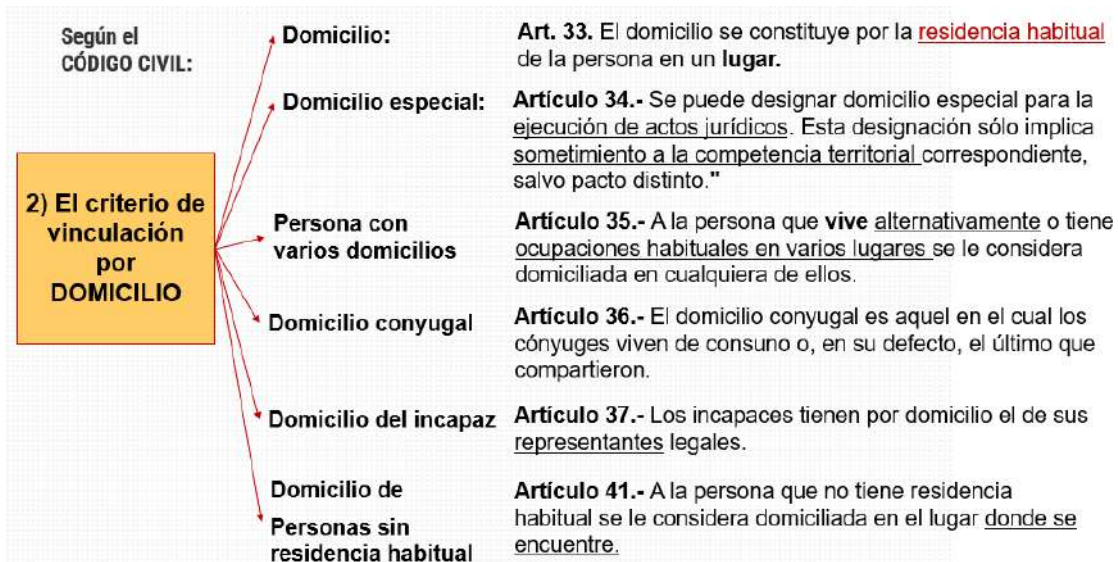 Según el
CÓDIGO CIVIL:
2) El criterio de
vinculación
por
DOMICILIO
Domicilio:
Art. 33. El domicilio se constituye por la residencia habitual
de la persona en un lugar.
Domicilio especial:
Artículo 34.- Se puede designar domicilio especial para la
ejecución de actos jurídicos. Esta designación sólo implica
sometimiento a la competencia territorial correspondiente,
salvo pacto distinto."
Persona con
varios domicilios
Artículo 35.- A la persona que vive alternativamente o tiene
ocupaciones habituales en varios lugares se le considera
domiciliada en cualquiera de ellos.
Domicilio conyugal
Artículo 36.- El domicilio conyugal es aquel en el cual los
cónyuges viven de consuno o, en su defecto, el último que
compartieron.
Domicilio del incapaz
Artículo 37.- Los incapaces tienen por domicilio el de sus
representantes legales.
Domicilio de
Personas sin
residencia habitual
Artículo 41.- A la persona que no tiene residencia
habitual se le considera domiciliada en el lugar donde se
encuentre.